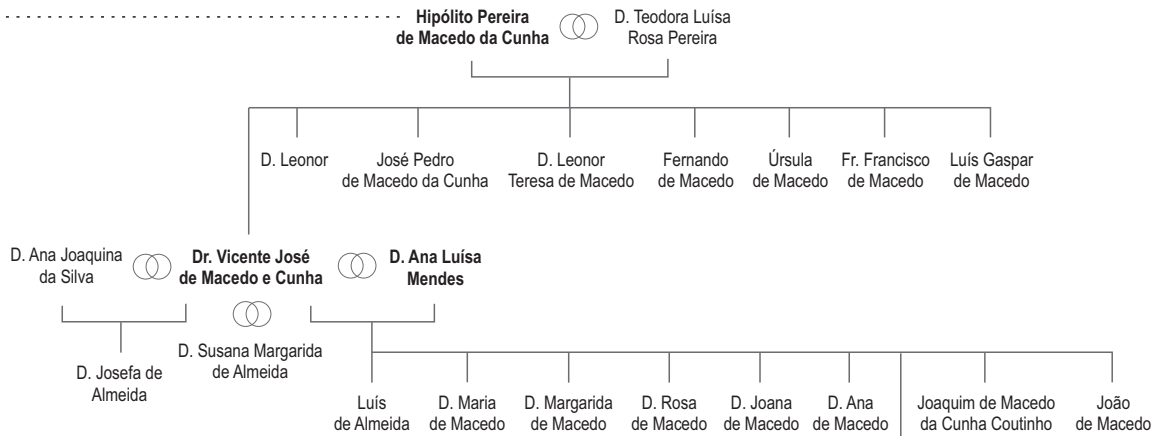 Hipólito Pereira
de Macedo da Cunha
D. Teodora Luísa
Rosa Pereira
D. Leonor
José Pedro
de Macedo da Cunha
D. Leonor
Teresa de Macedo
Fernando
de Macedo
Úrsula
de Macedo
Fr. Francisco
de Macedo
Luís Gaspar
de Macedo
D. Ana Joaquina
da Silva
Dr. Vicente José
de Macedo e Cunha
D. Ana Luísa
Mendes
D. Susana Margarida
de Almeida
D. Josefa de
Almeida
Luís
de Almeida
D. Maria
de Macedo
D. Margarida
de Macedo
D. Rosa
de Macedo
D. Joana
de Macedo
D. Ana
de Macedo
Joaquim de Macedo
da Cunha Coutinho
João
de Macedo